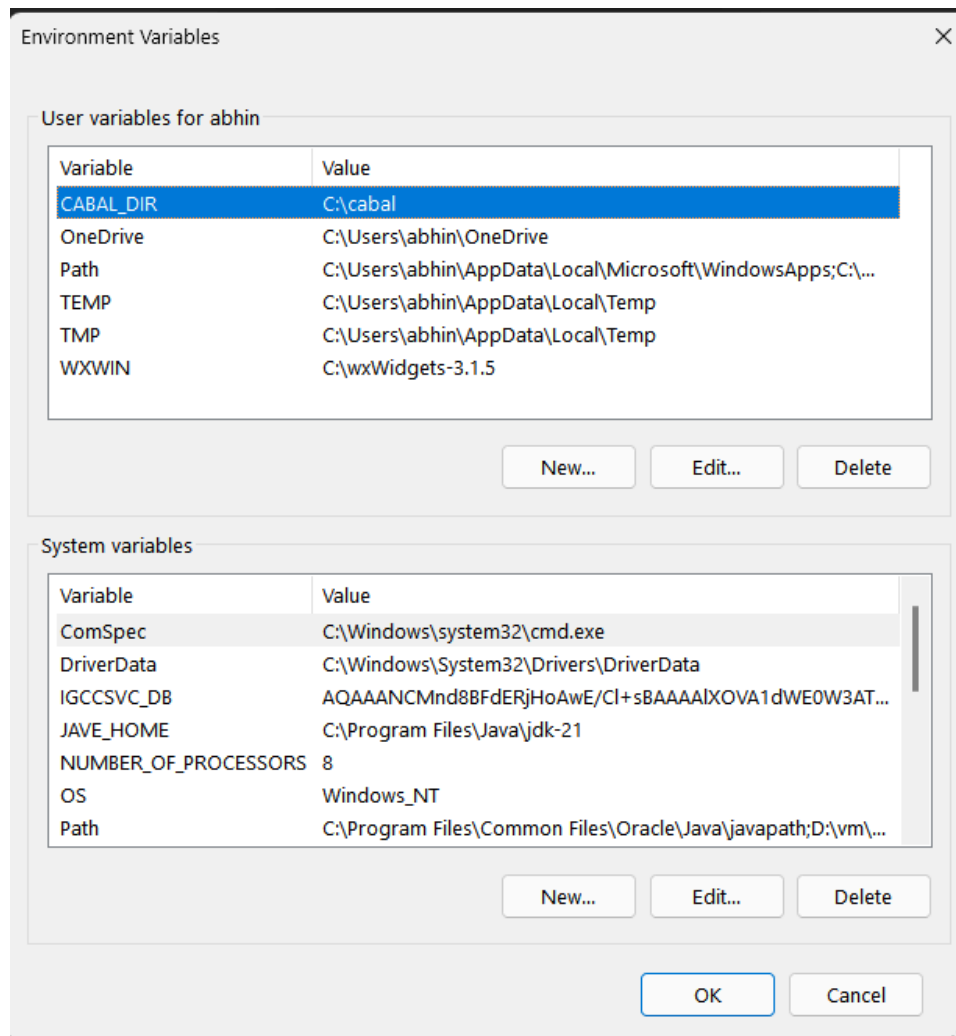 Environment Variables
User variables for abhin
Variable Value
CABAL_DIR C:\cabal
OneDrive C:\Users\abhin\OneDrive
Path C:\Users\abhin\AppData\Local\Microsoft\WindowsApps;C:\...
TEMP C:\Users\abhin\AppData\Local\Temp
TMP C:\Users\abhin\AppData\Local\Temp
WXWIN C:\wxWidgets-3.1.5
New... Edit... Delete
System variables
Variable Value
ComSpec C:\Windows\system32\cmd.exe
DriverData C:\Windows\System32\Drivers\DriverData
IGCCSVC_DB AQAAANCMnd8BFdERjHoAwE/Cl+sBAAAAlXOVA1dWE0W3AT...
JAVE_HOME C:\Program Files\Java\jdk-21
NUMBER_OF_PROCESSORS 8
OS Windows_NT
Path C:\Program Files\Common Files\Oracle\Java\javapath;D:\vm\...
New... Edit... Delete
OK Cancel